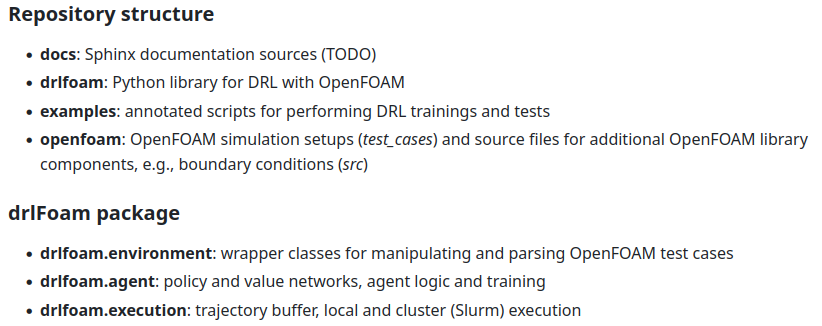 Repository structure
• docs: Sphinx documentation sources (TODO)
• drlfoam: Python library for DRL with OpenFOAM
• examples: annotated scripts for performing DRL trainings and tests
• openfoam: OpenFOAM simulation setups (test_cases) and source files for additional OpenFOAM library
components, e.g., boundary conditions (src)
drlFoam package
• drlfoam.environment: wrapper classes for manipulating and parsing OpenFOAM test cases
• drlfoam.agent: policy and value networks, agent logic and training
• drlfoam.execution: trajectory buffer, local and cluster (Slurm) execution